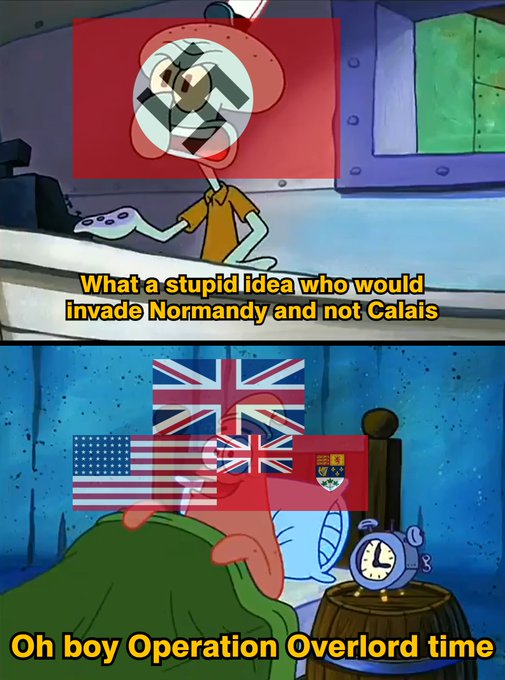 What a stupid idea who would
invade Normandy and not Calais
Oh boy Operation Overlord time